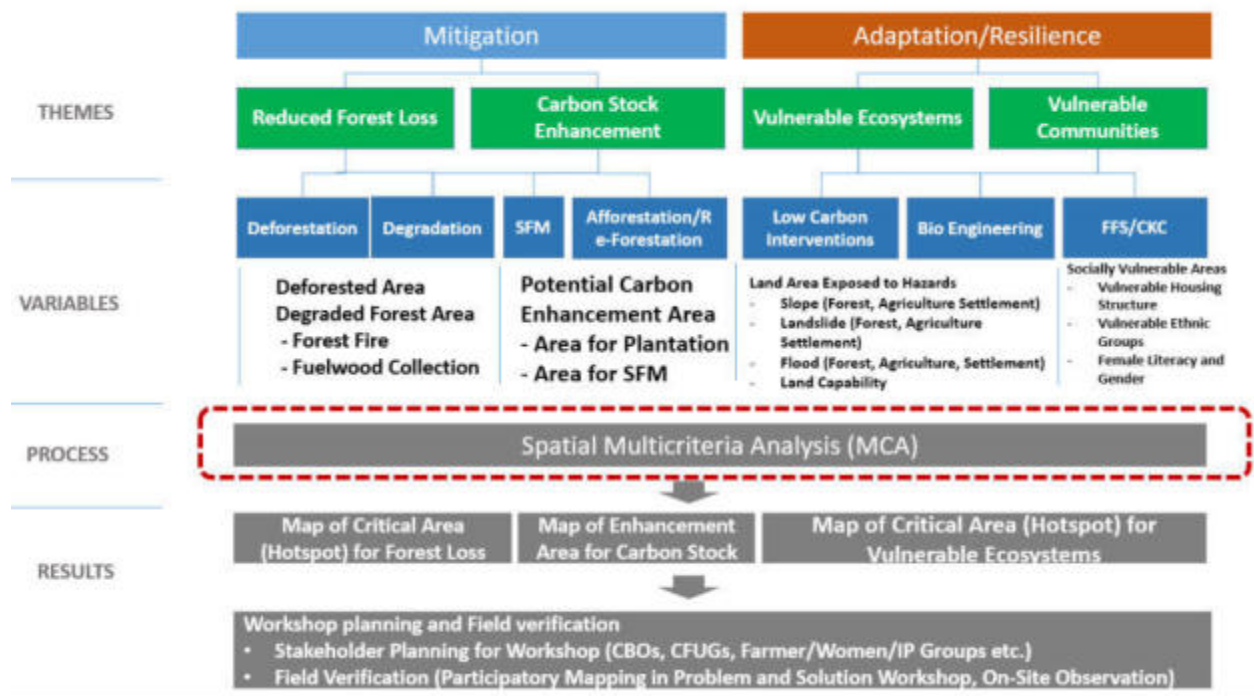 Mitigation
Adaptation/Resilience
THEMES
Reduced Forest Loss
Carbon Stock
Enhancement
Vulnerable Ecosystems
Vulnerable
Communities
VARIABLES
Deforestation
Degradation
SFM
Afforestation/R
e-Forestation
Low Carbon
Interventions
Bio Engineering
FFS/CKC
Deforested Area
Degraded Forest Area
- Forest Fire
- Fuelwood Collection
Potential Carbon
Enhancement Area
- Area for Plantation
- Area for SFM
Land Area Exposed to Hazards
- Slope (Forest, Agriculture Settlement)
- Landslide (Forest, Agriculture
Settlement)
- Flood (Forest, Agriculture, Settlement)
- Land Capability
Socially Vulnerable Areas
- Vulnerable Housing
Structure
- Vulnerable Ethnic
Groups
- Female Literacy and
Gender
PROCESS
Spatial Multicriteria Analysis (MCA)
RESULTS
Map of Critical Area
(Hotspot) for Forest Loss
Map of Enhancement
Area for Carbon Stock
Map of Critical Area (Hotspot) for
Vulnerable Ecosystems
Workshop planning and Field verification
• Stakeholder Planning for Workshop (CBOs, CFUGs, Farmer/Women/IP Groups etc.)
• Field Verification (Participatory Mapping in Problem and Solution Workshop, On-Site Observation)